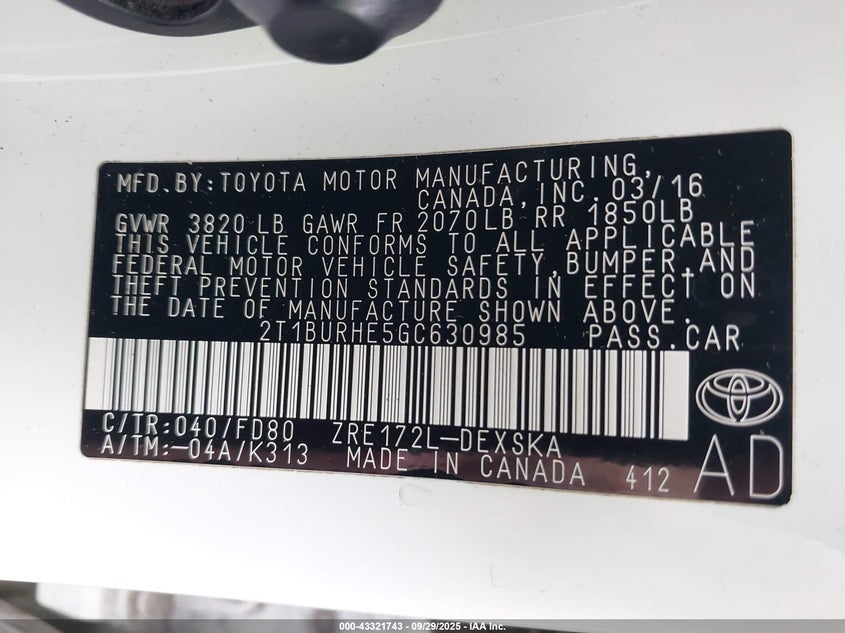 MFD.BY:TOYOTA MOTOR MANUFACTURING,
CANADA,INC. 03/16
GVWR 3820 LB GAWR FR 2070LB RR 1850LB
THIS VEHICLE CONFORMS TO ALL APPLICABLE
FEDERAL MOTOR VEHICLE SAFETY,BUMPER,AND
THEFT PREVENTION STANDARDS IN EFFECT ON
THE DATE OF MANUFACTURE SHOWN ABOVE.
2T1BURHE5GC630985 PASS.CAR
C/TR:040/FD80 ZRE172L-DEXSKA
A/TM:-04A/K313 MADE IN CANADA 412 AD
000-43321743 - 09/29/2025 - IAA Inc.